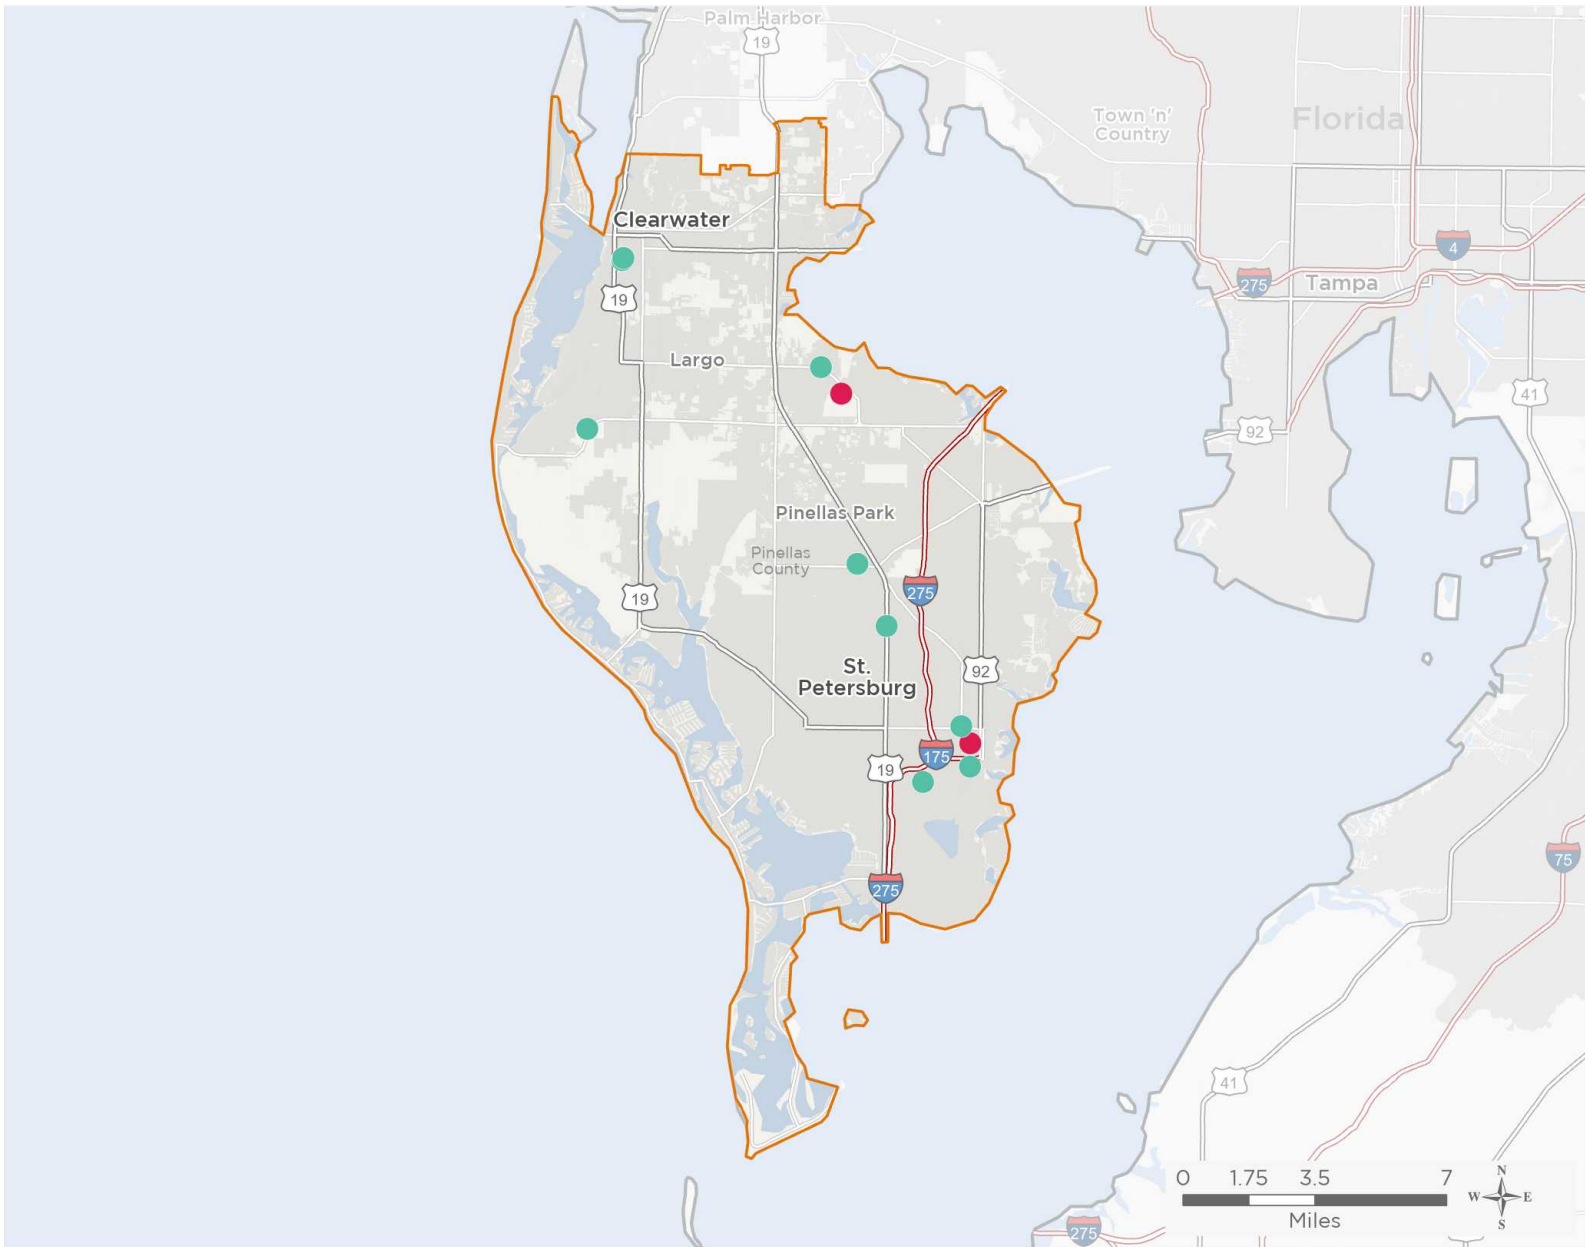 Palm Harbor
19
Town 'n'
Country
Florida
Clearwater
4
275
Tampa
19
Largo
41
92
Pinellas Park
Pinellas
County
275
19
St.
Petersburg
92
175
19
75
275
41
0 1.75 3.5 7
Miles
N
W E
S
275